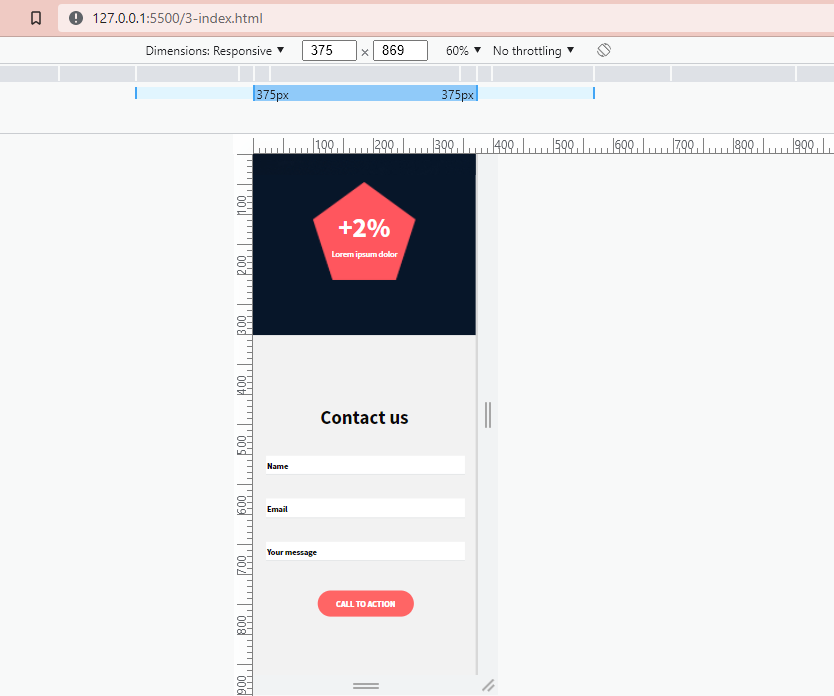 127.0.0.1:5500/3-index.html
Dimensions: Responsive ▼ 375 × 869 60% ▼ No throttling ▼
375px 375px
100 200 300 400 500 600 700 800 900
100
200
300
400
500
600
700
800
900
+2%
Lorem ipsum dolor
Contact us
Name
Email
Your message
CALL TO ACTION